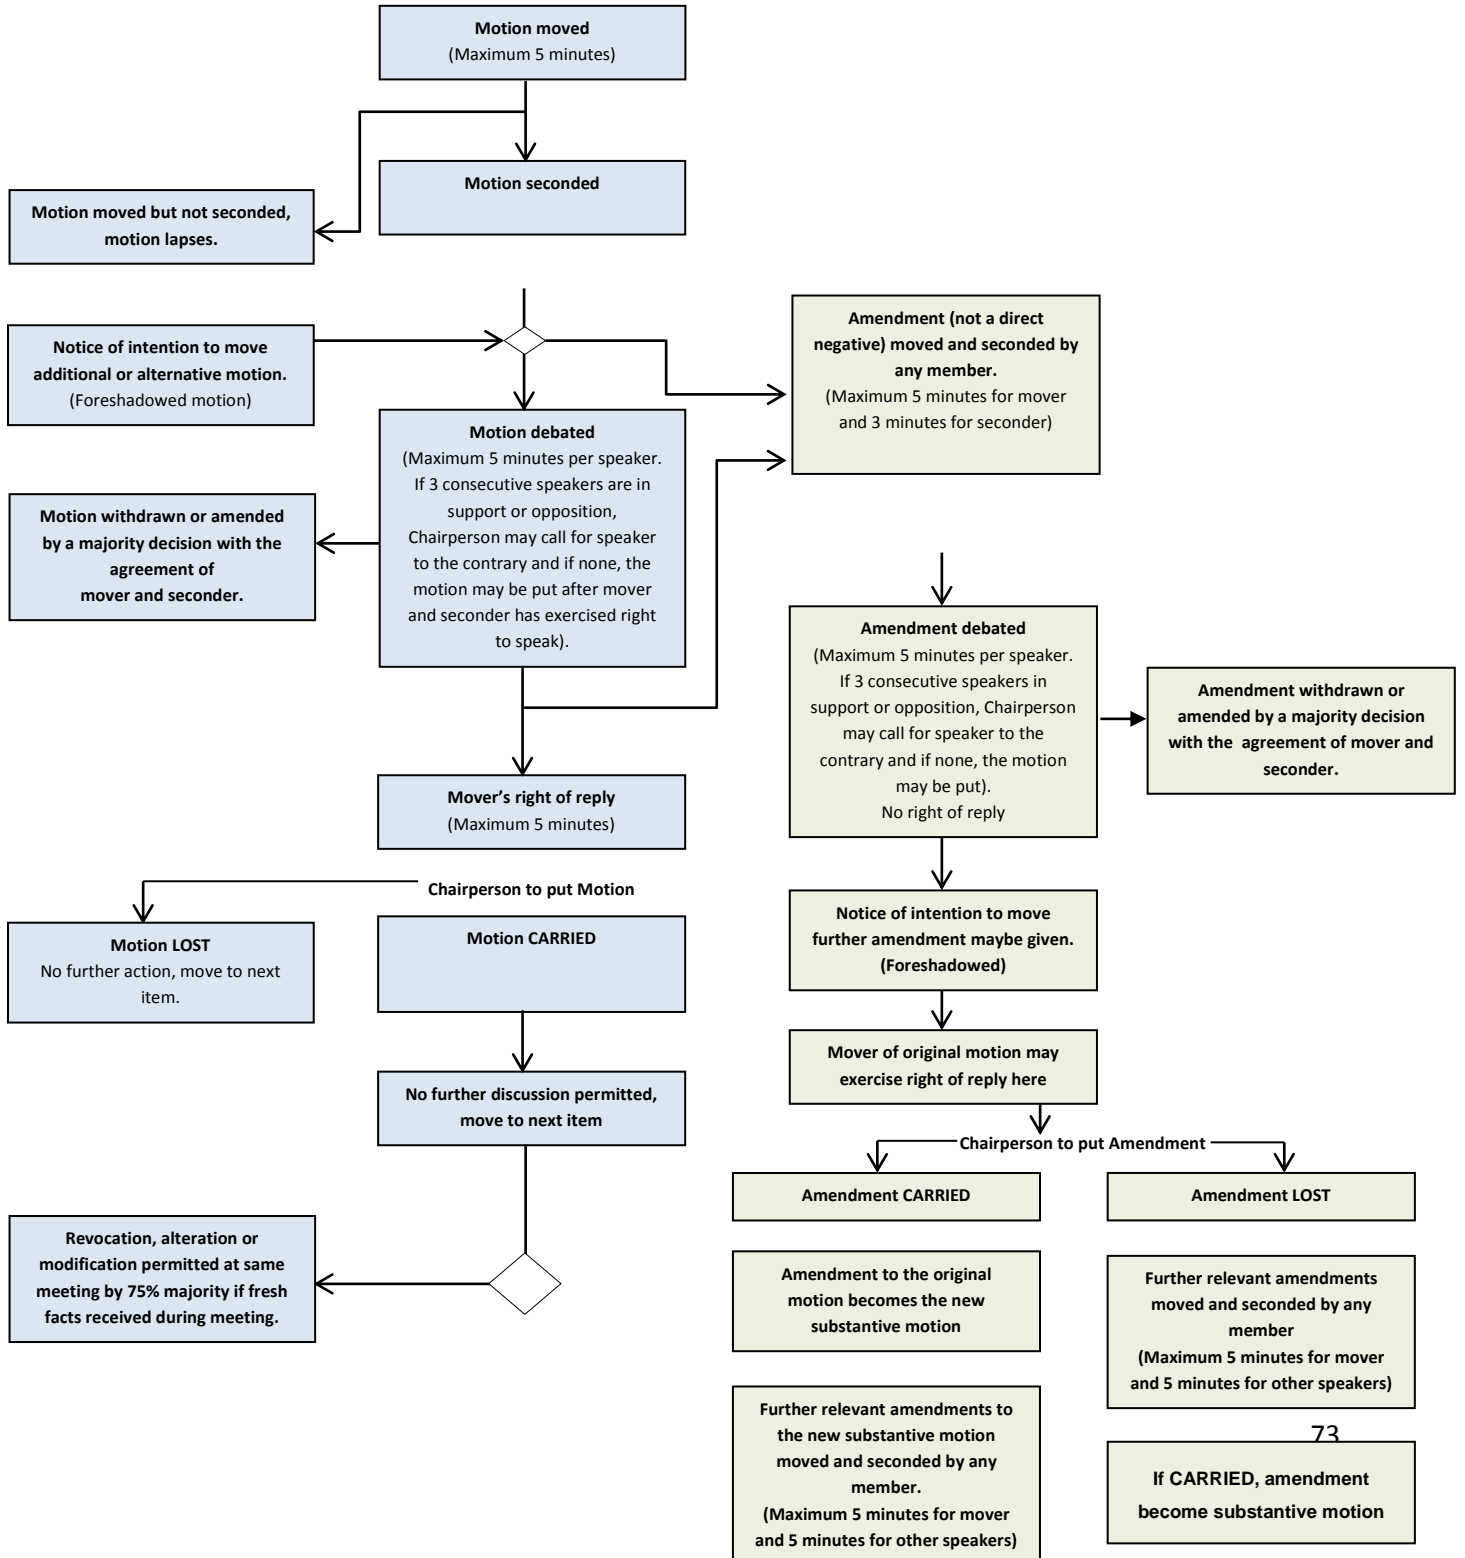 Motion moved
(Maximum 5 minutes)
Motion seconded
Motion moved but not seconded,
motion lapses.
Notice of intention to move
additional or alternative motion.
(Foreshadowed motion)
Amendment (not a direct
negative) moved and seconded by
any member.
(Maximum 5 minutes for mover
and 3 minutes for seconder)
Motion debated
(Maximum 5 minutes per speaker.
If 3 consecutive speakers are in
support or opposition,
Chairperson may call for speaker
to the contrary and if none, the
motion may be put after mover
and seconder has exercised right
to speak).
Motion withdrawn or amended
by a majority decision with the
agreement of
mover and seconder.
Amendment debated
(Maximum 5 minutes per speaker.
If 3 consecutive speakers in
support or opposition, Chairperson
may call for speaker to the
contrary and if none, the motion
may be put).
No right of reply
Amendment withdrawn or
amended by a majority decision
with the agreement of mover and
seconder.
Mover’s right of reply
(Maximum 5 minutes)
Chairperson to put Motion
Motion LOST
No further action, move to next
item.
Motion CARRIED
Notice of intention to move
further amendment maybe given.
(Foreshadowed)
Mover of original motion may
exercise right of reply here
No further discussion permitted,
move to next item
Chairperson to put Amendment
Amendment CARRIED
Amendment LOST
Revocation, alteration or
modification permitted at same
meeting by 75% majority if fresh
facts received during meeting.
Amendment to the original
motion becomes the new
substantive motion
Further relevant amendments
moved and seconded by any
member
(Maximum 5 minutes for mover
and 5 minutes for other speakers)
Further relevant amendments to
the new substantive motion
moved and seconded by any
member.
(Maximum 5 minutes for mover
and 5 minutes for other speakers)
73
If CARRIED, amendment
become substantive motion